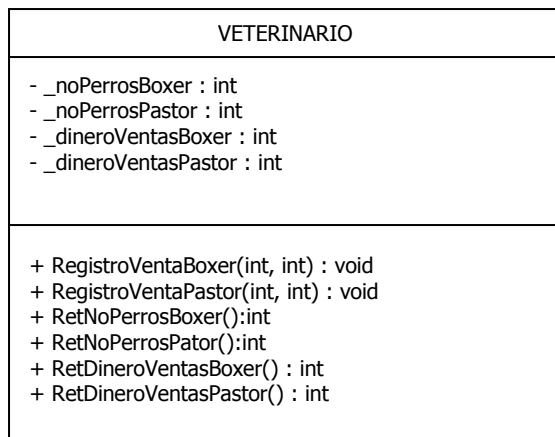 VETERINARIO
- _noPerrosBoxer : int
- _noPerrosPastor : int
- _dineroVentasBoxer : int
- _dineroVentasPastor : int
+ RegistroVentaBoxer(int, int) : void
+ RegistroVentaPastor(int, int) : void
+ RetNoPerrosBoxer():int
+ RetNoPerrosPator():int
+ RetDineroVentasBoxer() : int
+ RetDineroVentasPastor() : int